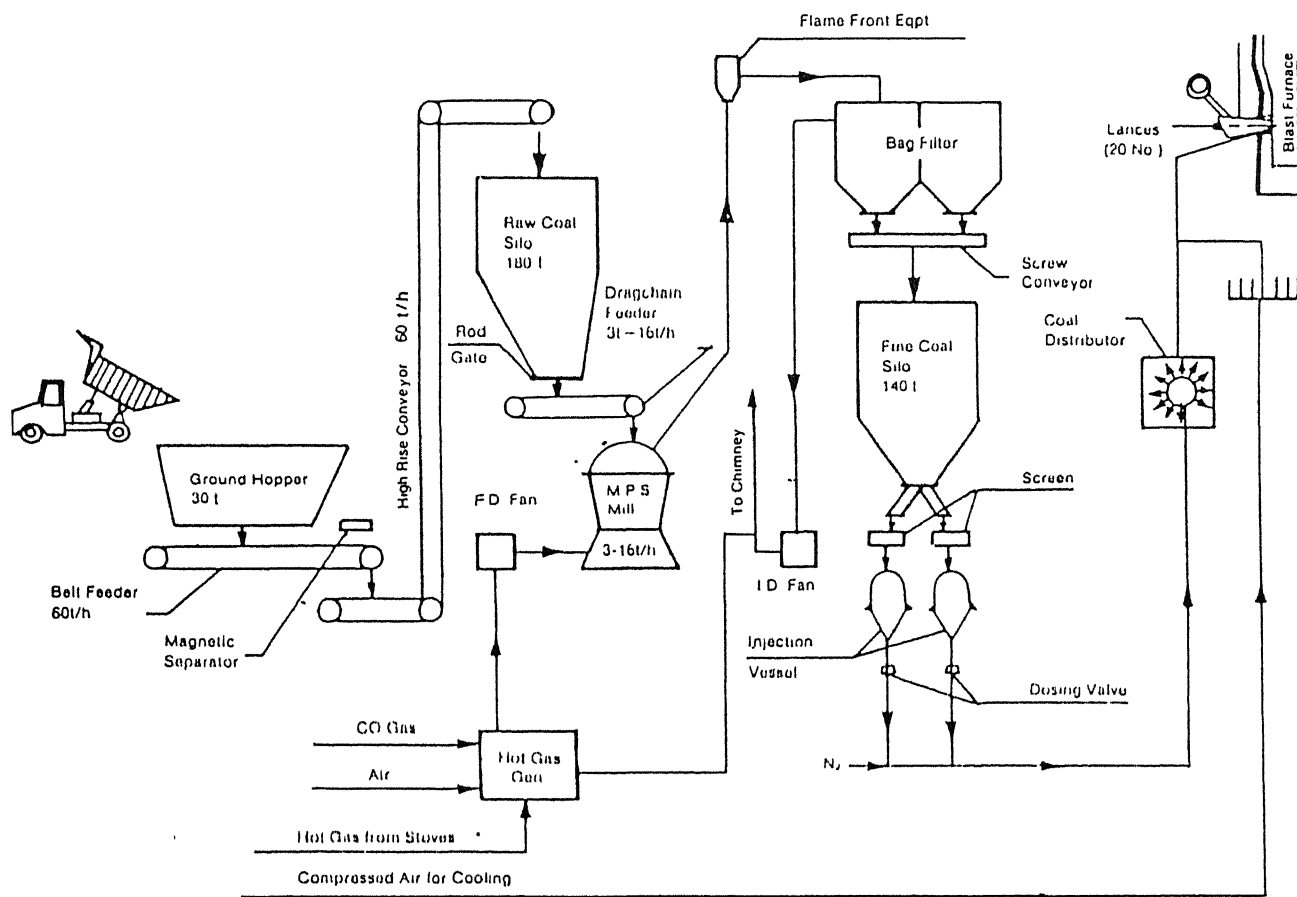 Flame Front Eqpt
Blast Furnace
Lances
(20 No)
Bag Filter
Raw Coal
Silo
180 t
Screw
Conveyor
High Rise Conveyor 60 t/h
Dragchain
Feeder
3t-16t/h
Rod
Gate
Coal
Distributor
Fine Coal
Silo
140 t
Ground Hopper
30 t
To Chimney
Screen
F.D Fan
M.P.S
Mill
3-16t/h
I.D Fan
Belt Feeder
60t/h
Magnetic
Separator
Injection
Vessel
Dosing Valve
CO Gas
Hot Gas
Gen
Air
N₂
Hot Gas from Stoves
Compressed Air for Cooling